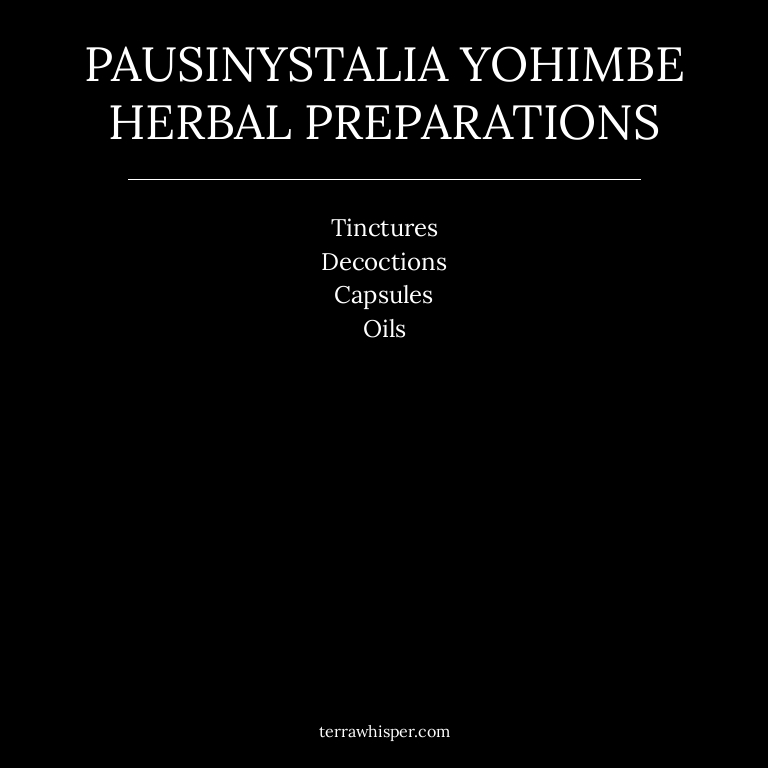 PAUSINYSTALIA YOHIMBE
HERBAL PREPARATIONS
Tinctures
Decoctions
Capsules
Oils
terrawhisper.com